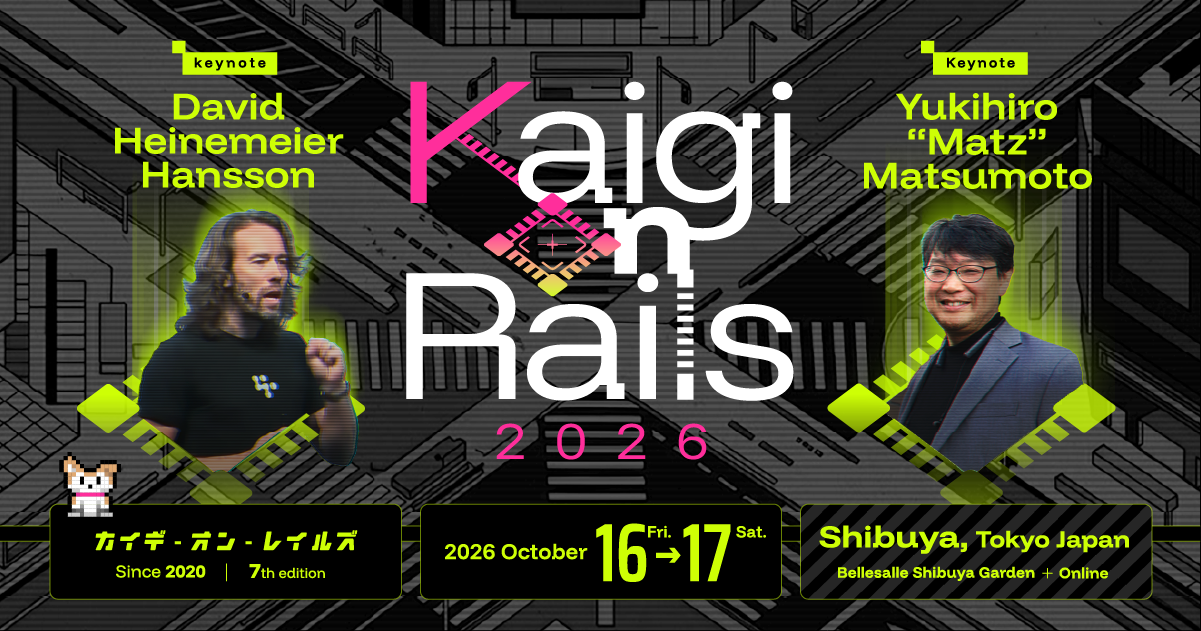 keynote
David
Heinemeier
Hansson
Kaigi
on
Rails
2026
Keynote
Yukihiro
“Matz”
Matsumoto
カイギ-オン-レイルズ
Since 2020 | 7th edition
2026 October 16 Fri. → 17 Sat.
Shibuya, Tokyo Japan
Bellesalle Shibuya Garden + Online